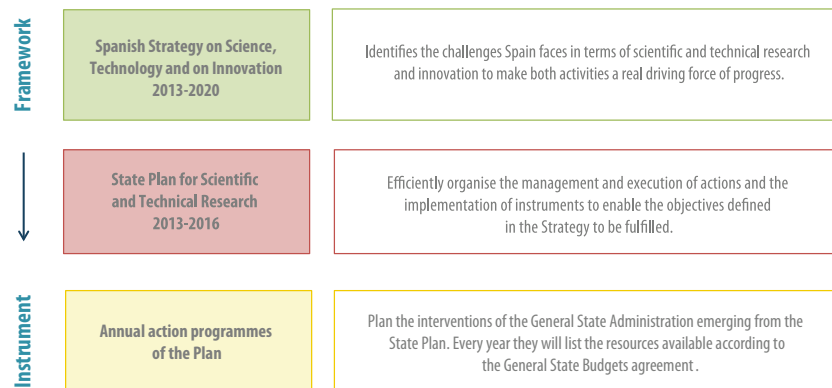 Framework
Spanish Strategy on Science,
Technology and on Innovation
2013-2020
Identifies the challenges Spain faces in terms of scientific and technical research
and innovation to make both activities a real driving force of progress.
State Plan for Scientific
and Technical Research
2013-2016
Efficiently organise the management and execution of actions and the
implementation of instruments to enable the objectives defined
in the Strategy to be fulfilled.
Instrument
Annual action programmes
of the Plan
Plan the interventions of the General State Administration emerging from the
State Plan. Every year they will list the resources available according to
the General State Budgets agreement .